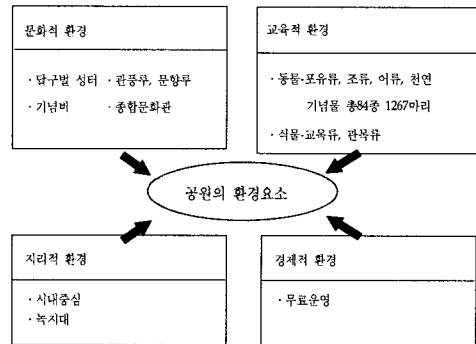 문화적 환경
· 달구벌 성터 · 관풍루, 문향루
· 기념비 · 종합문화관
교육적 환경
· 동물-포유류, 조류, 어류, 천연
기념물 총84종 1267마리
· 식물-교목류, 관목류
공원의 환경요소
지리적 환경
· 시내중심
· 녹지대
경제적 환경
· 무료운영